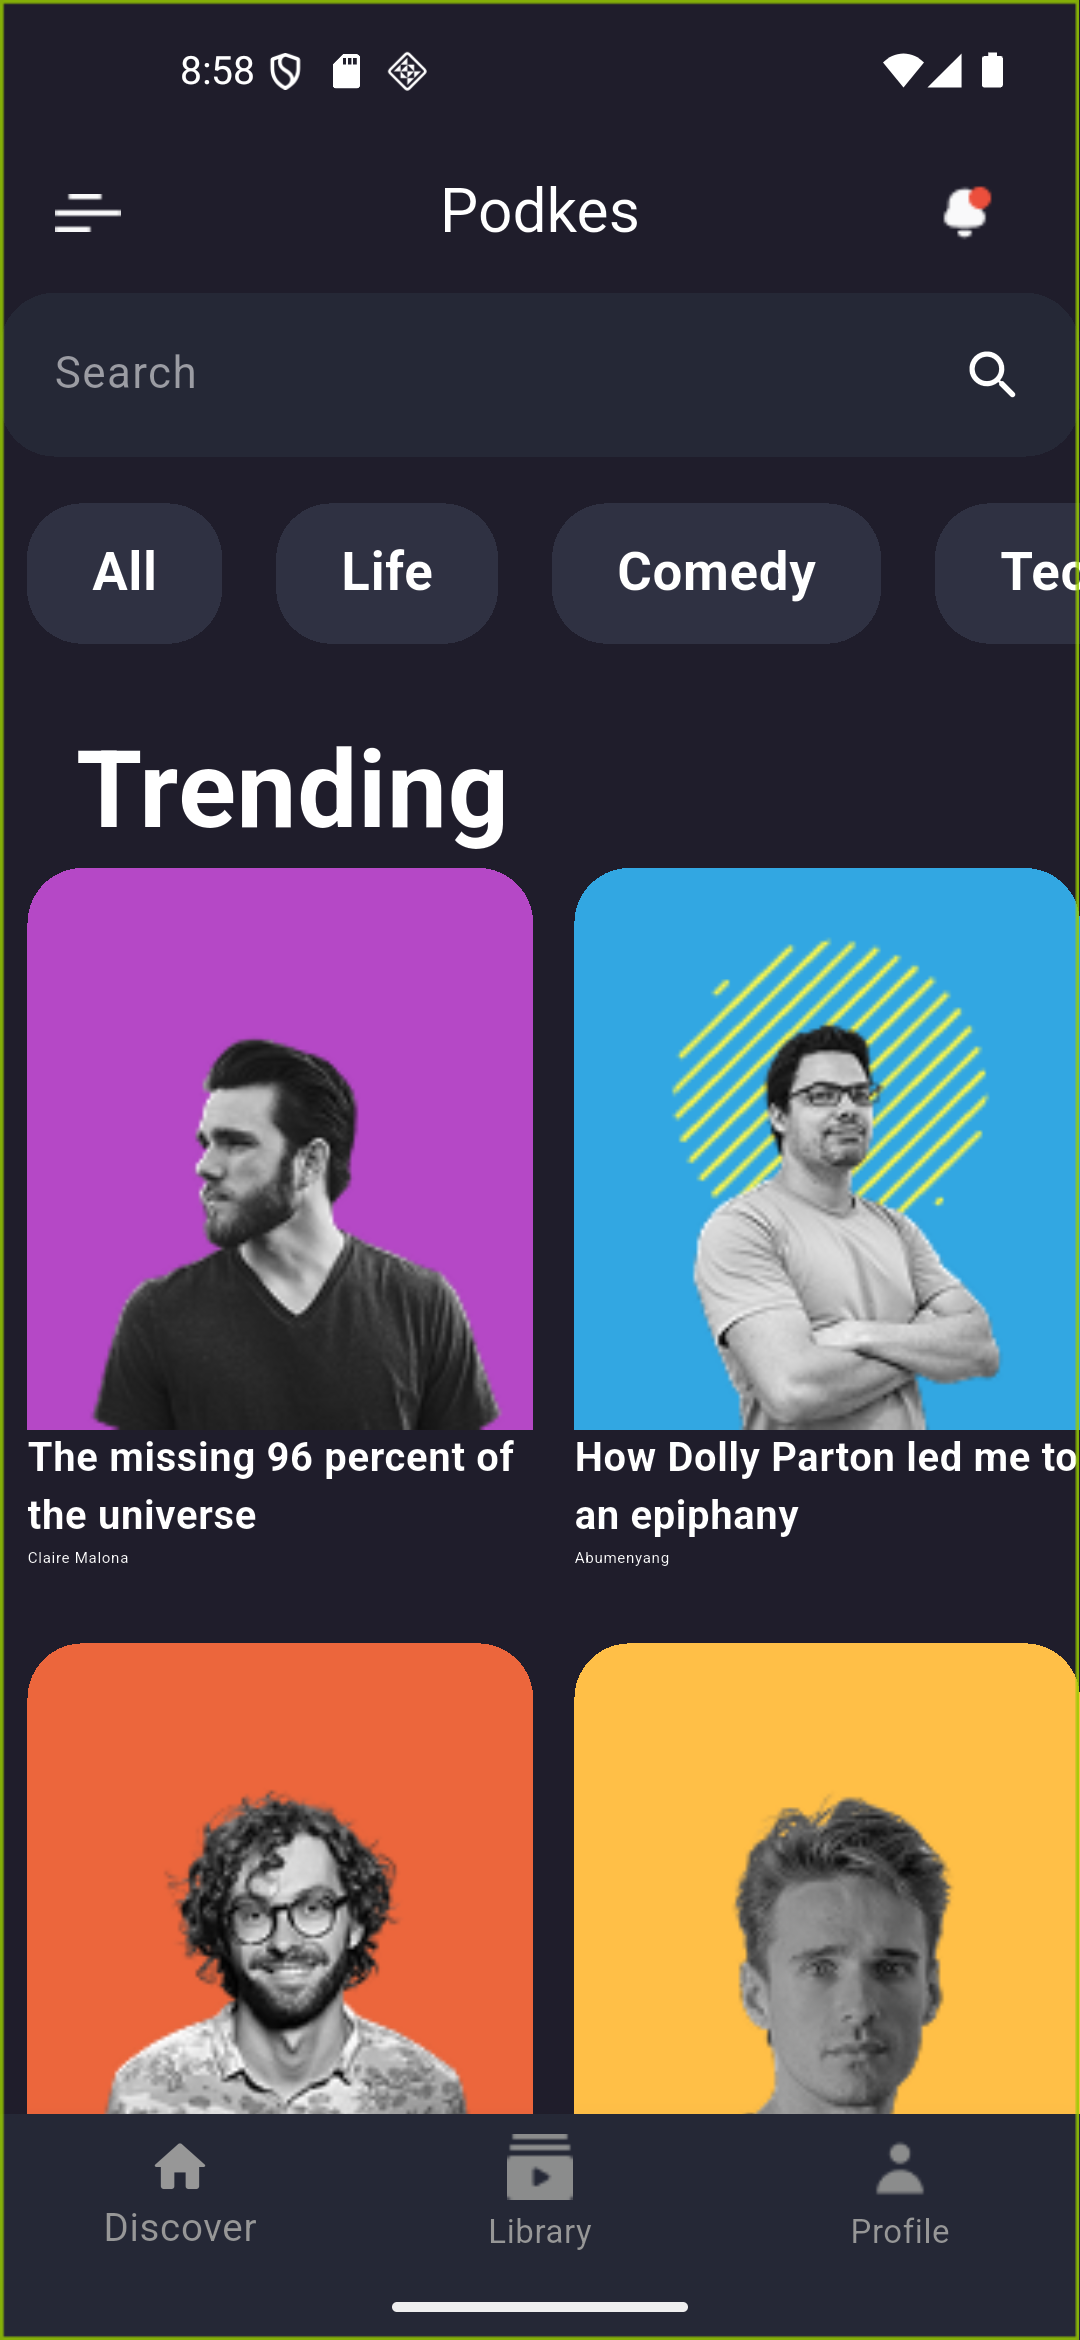 8:58
Podkes
Search
All
Life
Comedy
Tec
Trending
The missing 96 percent of
the universe
Claire Malona
How Dolly Parton led me to
an epiphany
Abumenyang
Discover
Library
Profile